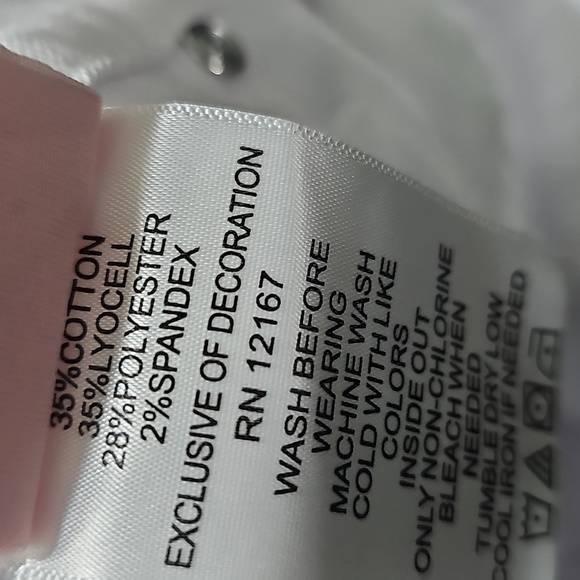 35%COTTON
35%LYOCELL
28%POLYESTER
2%SPANDEX
EXCLUSIVE OF DECORATION
RN 12167
WASH BEFORE
WEARING
MACHINE WASH
COLD WITH LIKE
COLORS
INSIDE OUT
ONLY NON-CHLORINE
BLEACH WHEN
NEEDED
TUMBLE DRY LOW
COOL IRON IF NEEDED